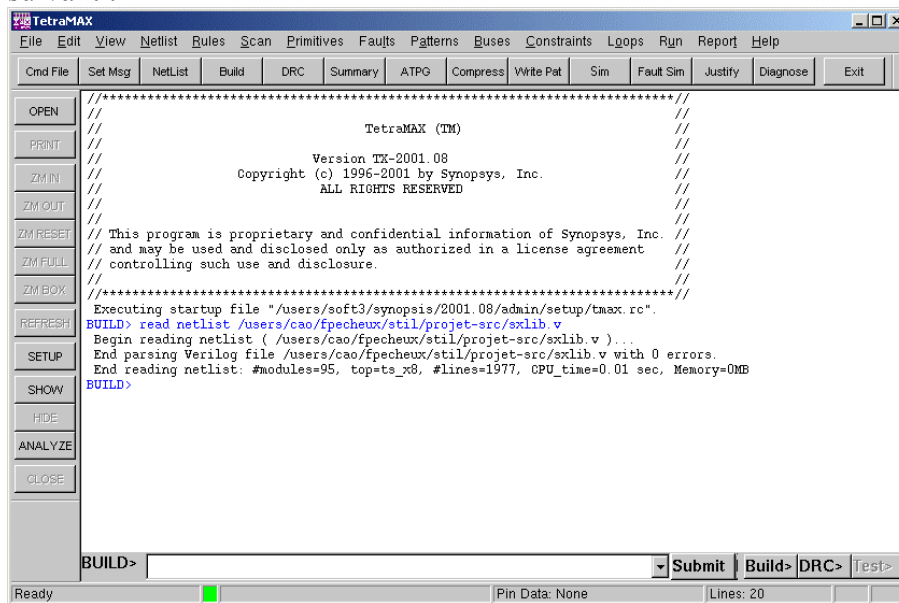 TetraMAX
File Edit View Netlist Rules Scan Primitives Faults Patterns Buses Constraints Loops Run Report Help
Cmd File Set Msg NetList Build DRC Summary ATPG Compress Write Pat Sim Fault Sim Justify Diagnose Exit
OPEN
PRINT
ZM IN
ZM OUT
ZM RESET
ZM FULL
ZM BOX
REFRESH
SETUP
SHOW
HIDE
ANALYZE
CLOSE
//**************************************************************************//
// //
// TetraMAX (TM) //
// //
// Version TX-2001.08 //
// Copyright (c) 1996-2001 by Synopsys, Inc. //
// ALL RIGHTS RESERVED //
// //
// //
// This program is proprietary and confidential information of Synopsys, Inc. //
// and may be used and disclosed only as authorized in a license agreement //
// controlling such use and disclosure. //
// //
//**************************************************************************//
Executing startup file "/users/soft3/synopsis/2001.08/admin/setup/tmax.rc".
BUILD> read netlist /users/cao/fpecheux/stil/projet-src/sxlib.v
Begin reading netlist ( /users/cao/fpecheux/stil/projet-src/sxlib.v )...
End parsing Verilog file /users/cao/fpecheux/stil/projet-src/sxlib.v with 0 errors.
End reading netlist: #modules=95, top=ts_x8, #lines=1977, CPU_time=0.01 sec, Memory=0MB
BUILD>
BUILD> Submit Build> DRC> Test>
Ready Pin Data: None Lines: 20